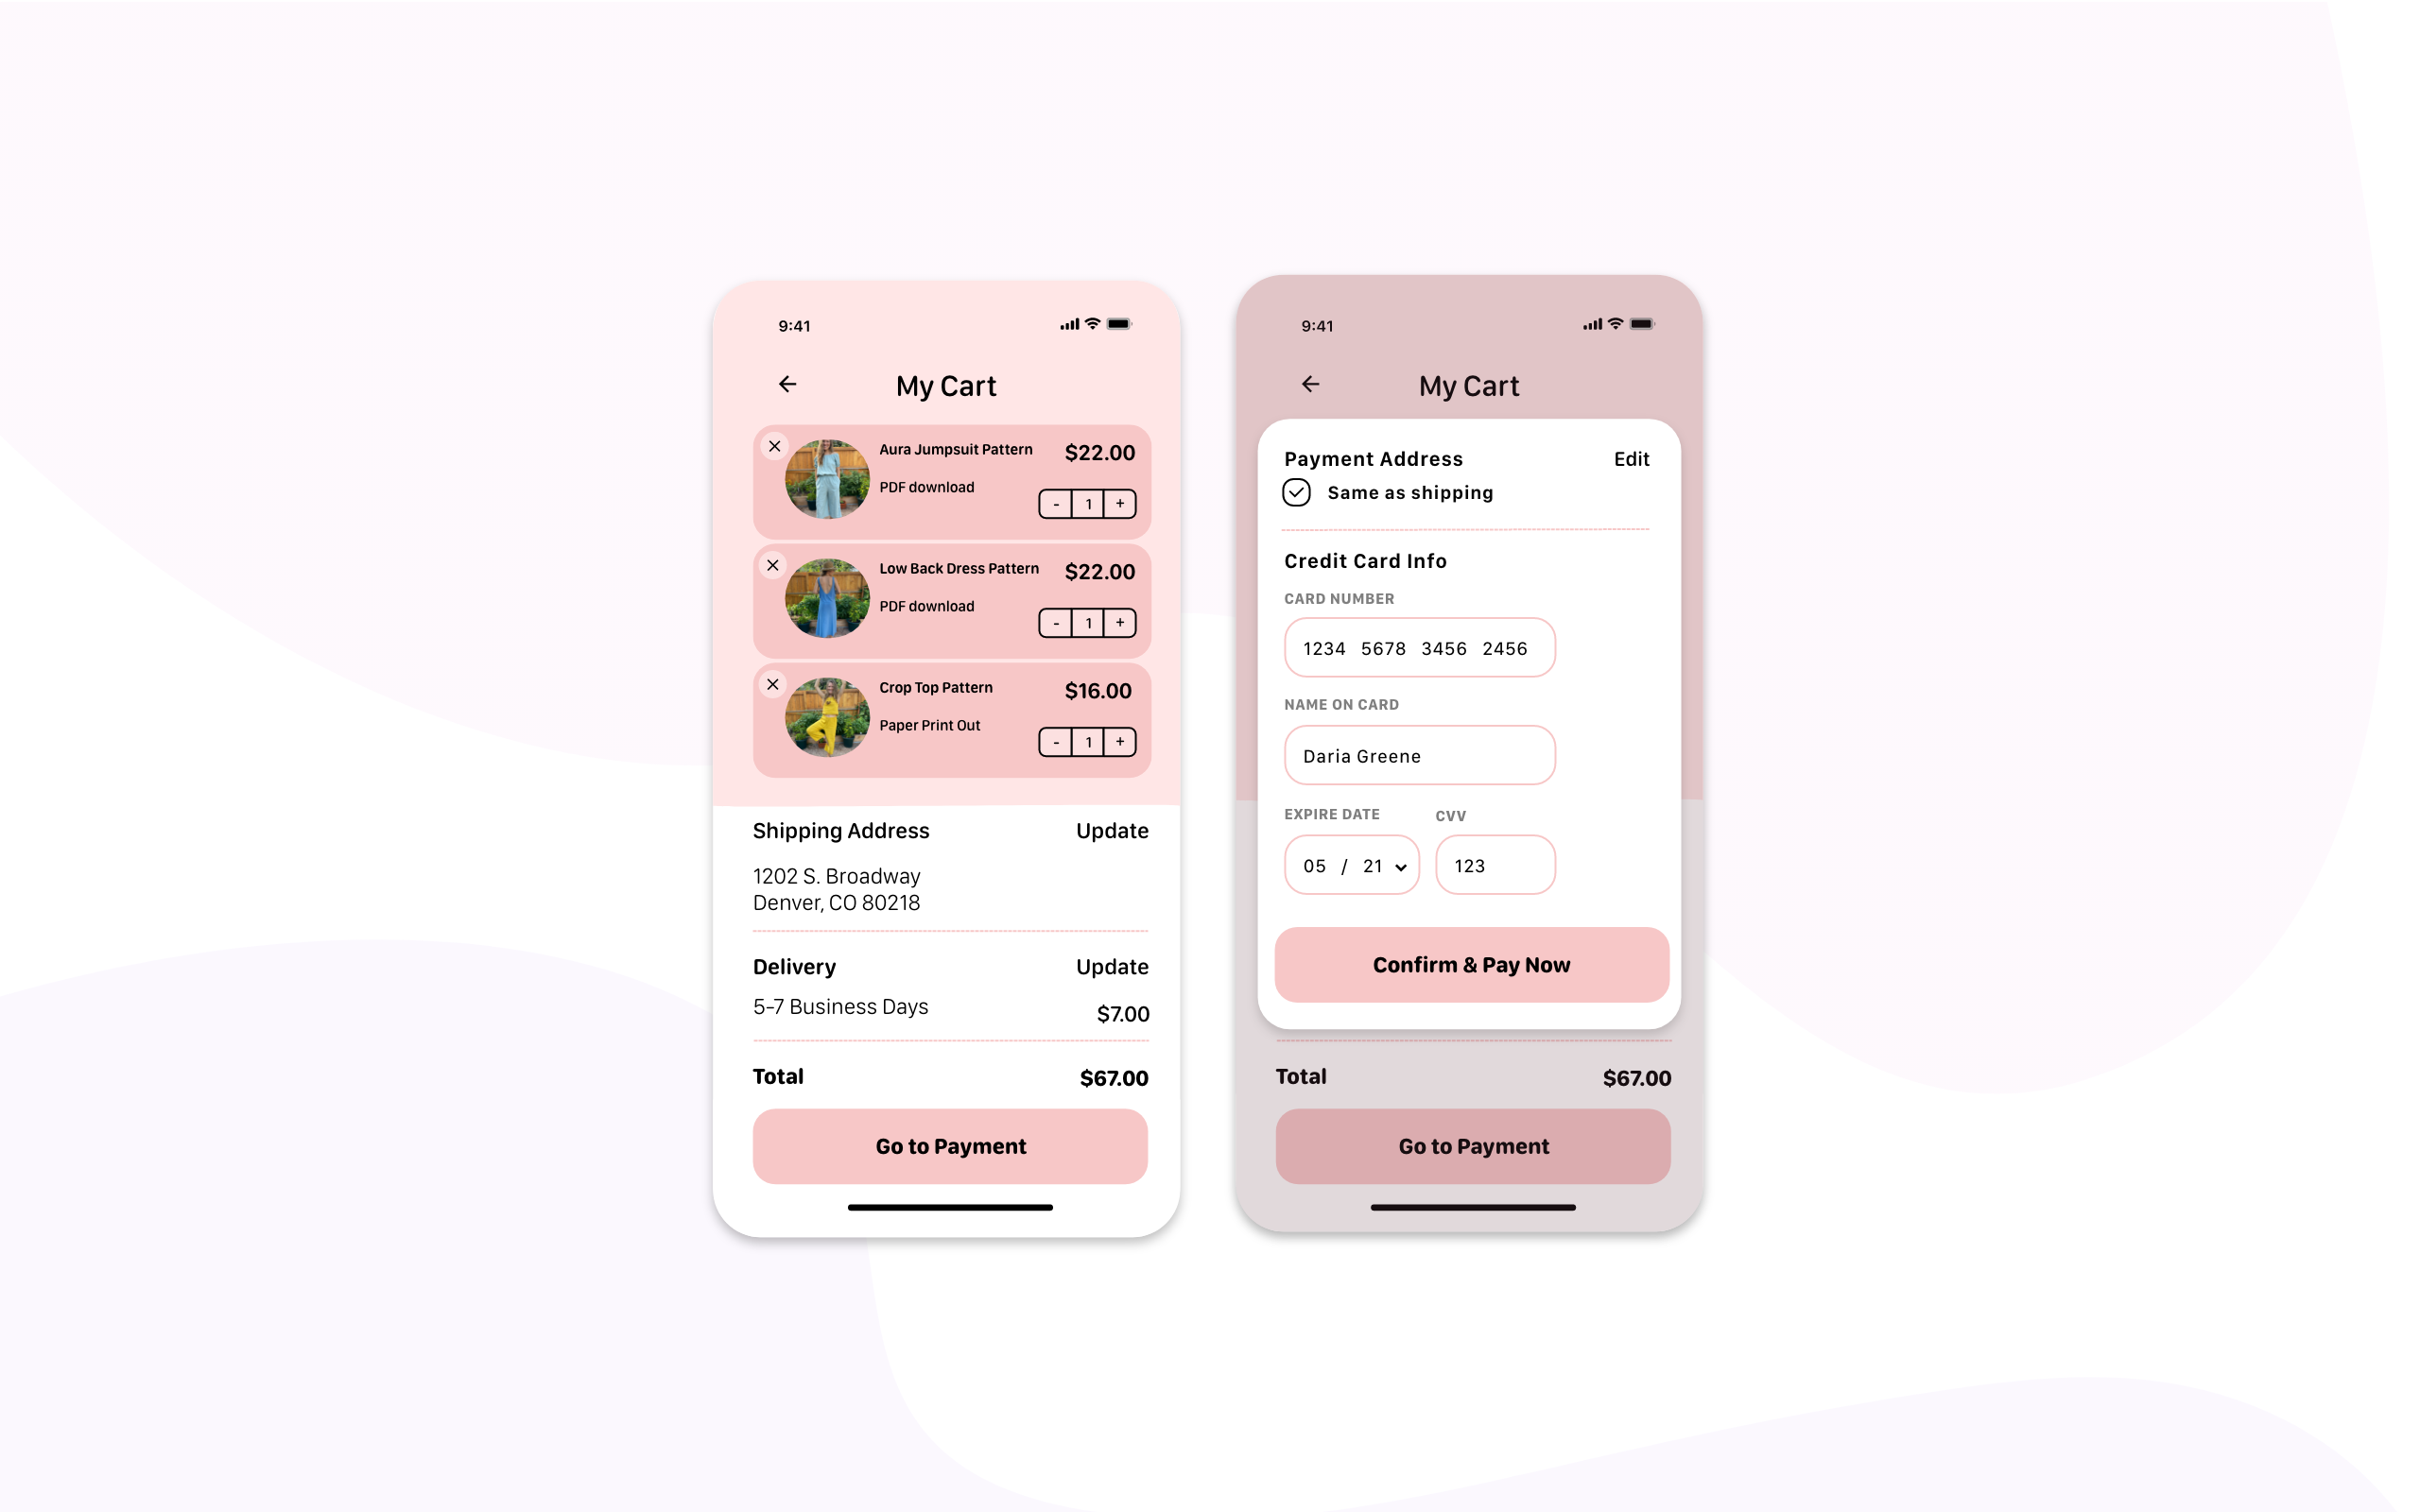 9:41
My Cart
Aura Jumpsuit Pattern $22.00
PDF download
- 1 +
Low Back Dress Pattern $22.00
PDF download
- 1 +
Crop Top Pattern $16.00
Paper Print Out
- 1 +
Shipping Address Update
1202 S. Broadway
Denver, CO 80218
Delivery Update
5-7 Business Days
$7.00
Total $67.00
Go to Payment
9:41
My Cart
Payment Address Edit
Same as shipping
Credit Card Info
CARD NUMBER
1234 5678 3456 2456
NAME ON CARD
Daria Greene
EXPIRE DATE CVV
05 / 21 123
Confirm & Pay Now
Total $67.00
Go to Payment